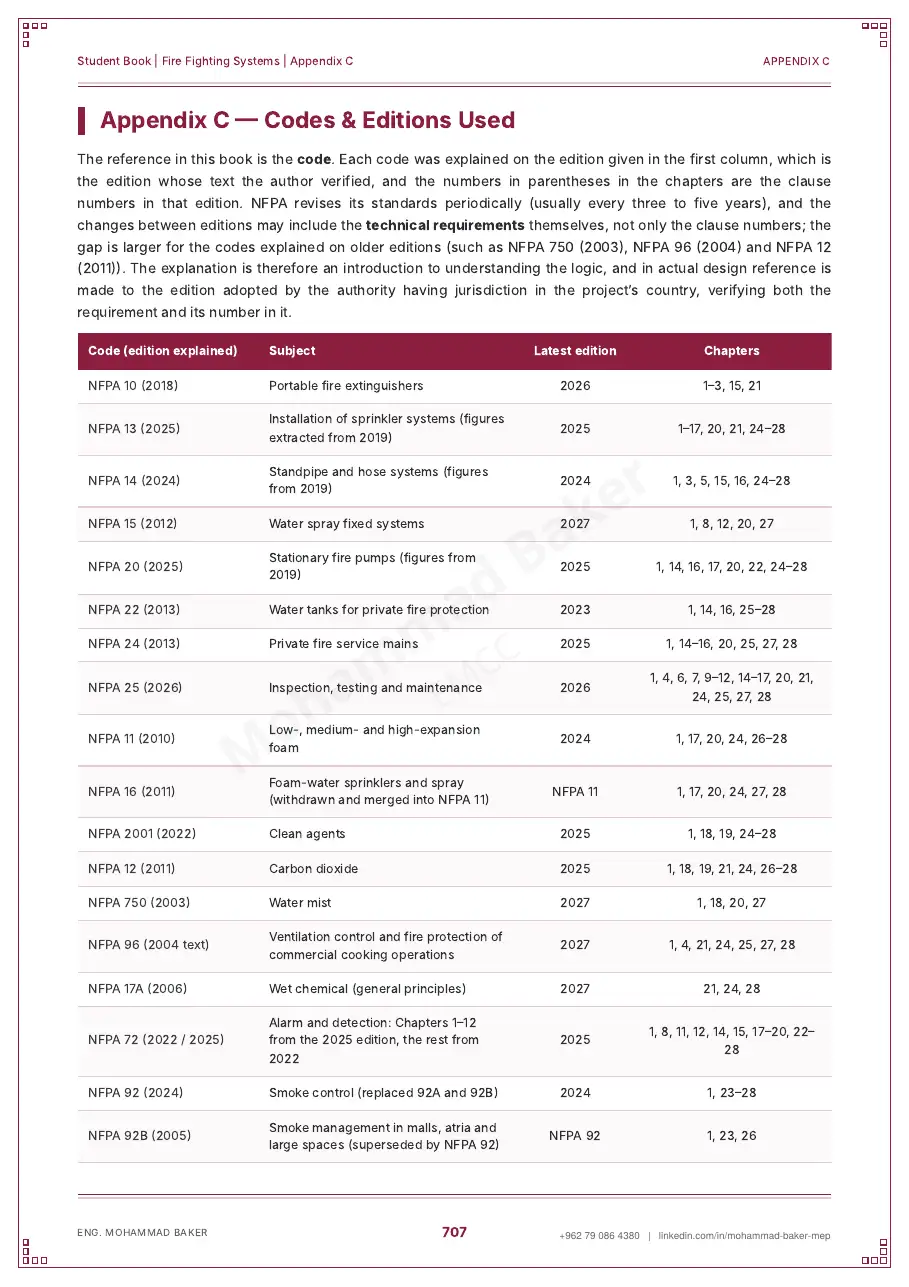 Student Book | Fire Fighting Systems | Appendix C
APPENDIX C
Appendix C — Codes & Editions Used
The reference in this book is the code. Each code was explained on the edition given in the first column, which is
the edition whose text the author verified, and the numbers in parentheses in the chapters are the clause
numbers in that edition. NFPA revises its standards periodically (usually every three to five years), and the
changes between editions may include the technical requirements themselves, not only the clause numbers; the
gap is larger for the codes explained on older editions (such as NFPA 750 (2003), NFPA 96 (2004) and NFPA 12
(2011)). The explanation is therefore an introduction to understanding the logic, and in actual design reference is
made to the edition adopted by the authority having jurisdiction in the project’s country, verifying both the
requirement and its number in it.
Code (edition explained) Subject Latest edition Chapters
NFPA 10 (2018) Portable fire extinguishers 2026 1–3, 15, 21
NFPA 13 (2025) Installation of sprinkler systems (figures
extracted from 2019) 2025 1–17, 20, 21, 24–28
NFPA 14 (2024) Standpipe and hose systems (figures
from 2019) 2024 1, 3, 5, 15, 16, 24–28
NFPA 15 (2012) Water spray fixed systems 2027 1, 8, 12, 20, 27
NFPA 20 (2025) Stationary fire pumps (figures from
2019) 2025 1, 14, 16, 17, 20, 22, 24–28
NFPA 22 (2013) Water tanks for private fire protection 2023 1, 14, 16, 25–28
NFPA 24 (2013) Private fire service mains 2025 1, 14–16, 20, 25, 27, 28
NFPA 25 (2026) Inspection, testing and maintenance 2026 1, 4, 6, 7, 9–12, 14–17, 20, 21,
24, 25, 27, 28
NFPA 11 (2010) Low-, medium- and high-expansion
foam 2024 1, 17, 20, 24, 26–28
NFPA 16 (2011) Foam-water sprinklers and spray
(withdrawn and merged into NFPA 11) NFPA 11 1, 17, 20, 24, 27, 28
NFPA 2001 (2022) Clean agents 2025 1, 18, 19, 24–28
NFPA 12 (2011) Carbon dioxide 2025 1, 18, 19, 21, 24, 26–28
NFPA 750 (2003) Water mist 2027 1, 18, 20, 27
NFPA 96 (2004 text) Ventilation control and fire protection of
commercial cooking operations 2027 1, 4, 21, 24, 25, 27, 28
NFPA 17A (2006) Wet chemical (general principles) 2027 21, 24, 28
NFPA 72 (2022 / 2025) Alarm and detection: Chapters 1–12
from the 2025 edition, the rest from
2022 2025 1, 8, 11, 12, 14, 15, 17–20, 22–
28
NFPA 92 (2024) Smoke control (replaced 92A and 92B) 2024 1, 23–28
NFPA 92B (2005) Smoke management in malls, atria and
large spaces (superseded by NFPA 92) NFPA 92 1, 23, 26
Mohammad Baker
ENG. MOHAMMAD BAKER
707
+962 79 086 4380 | linkedin.com/in/mohammad-baker-mep